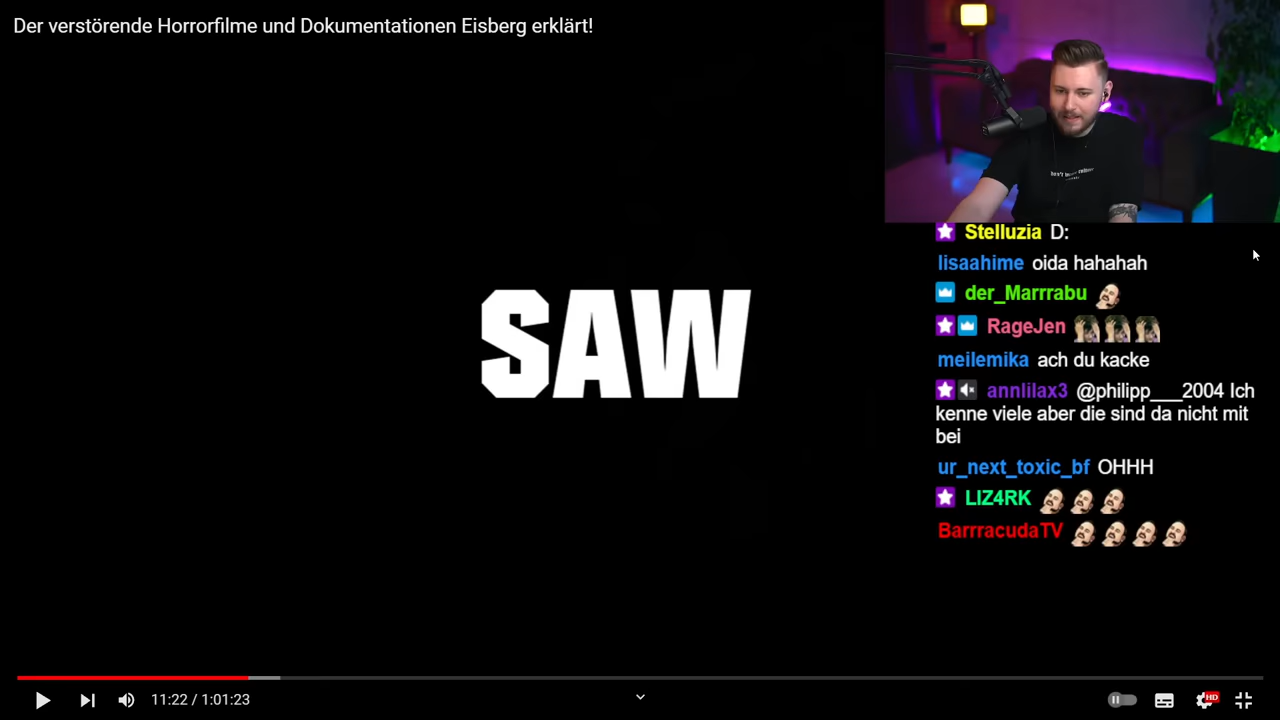 Der verstörende Horrorfilme und Dokumentationen Eisberg erklärt!
SAW
Stelluzia D:
lisaahime oida hahahah
der_Marrrabu
RageJen
meilemika ach du kacke
annlilax3 @philipp___2004 Ich
kenne viele aber die sind da nicht mit
bei
ur_next_toxic_bf OHHH
LIZ4RK
BarrracudaTV
11:22 / 1:01:23
HD